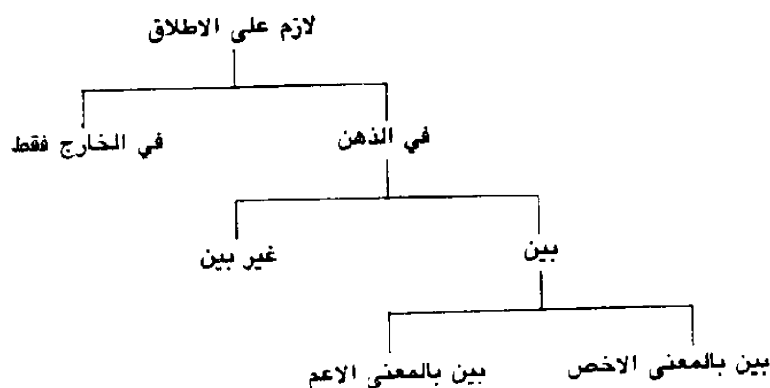 لازم على الاطلاق
في الذهن
في الخارج فقط
بين
غير بين
بين بالمعنى الاخص
بين بالمعنى الاعم